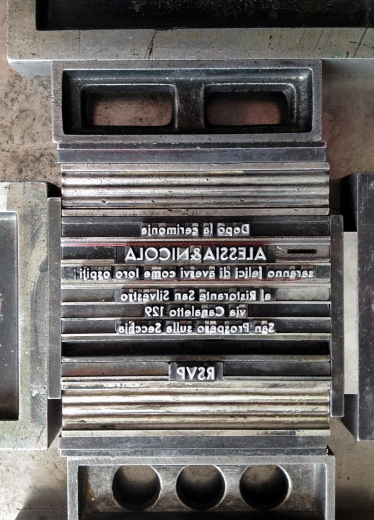 Dopo la cerimonia
ALESSIA&NICOLA
saranno felici di avervi come loro ospiti
al Ristorante San Silvestro
via Canaletto 129
San Prospero sulla Secchia
RSVP